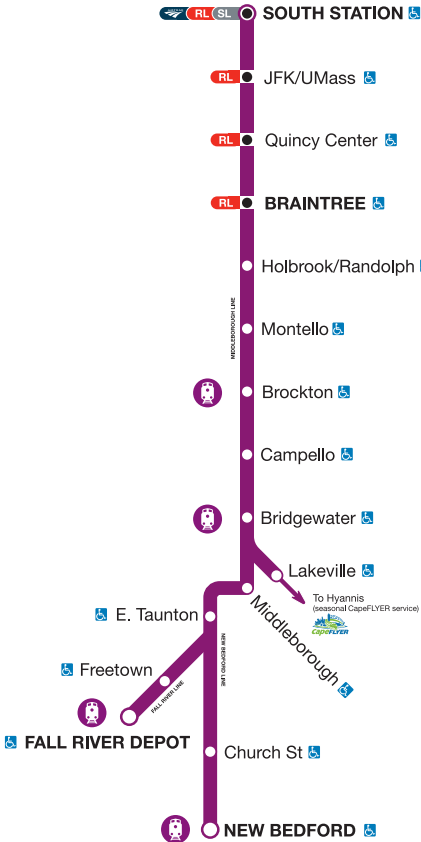 RL SL SOUTH STATION
RL JFK/UMass
RL Quincy Center
RL BRAINTREE
Holbrook/Randolph
MIDDLEBOROUGH LINE
Montello
Brockton
Campello
Bridgewater
Lakeville
To Hyannis
(seasonal CapeFLYER service)
CapeFLYER
Middleborough
E. Taunton
NEW BEDFORD LINE
Freetown
FALL RIVER LINE
FALL RIVER DEPOT
Church St
NEW BEDFORD